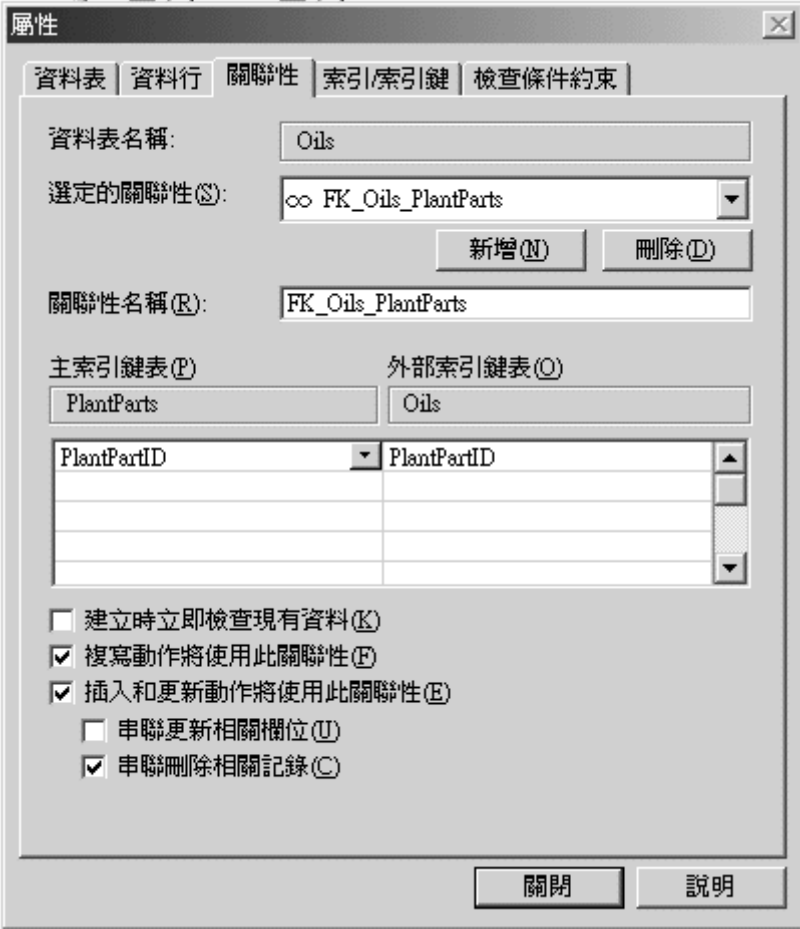 屬性
資料表 資料行 關聯性 索引/索引鍵 檢查條件約束
資料表名稱: Oils
選定的關聯性(S): ∞ FK_Oils_PlantParts
新增(N) 刪除(D)
關聯性名稱(R): FK_Oils_PlantParts
主索引鍵表(P) 外部索引鍵表(O)
PlantParts Oils
PlantPartID PlantPartID
建立時立即檢查現有資料(K)
複寫動作將使用此關聯性(F)
插入和更新動作將使用此關聯性(E)
串聯更新相關欄位(U)
串聯刪除相關記錄(C)
關閉 說明